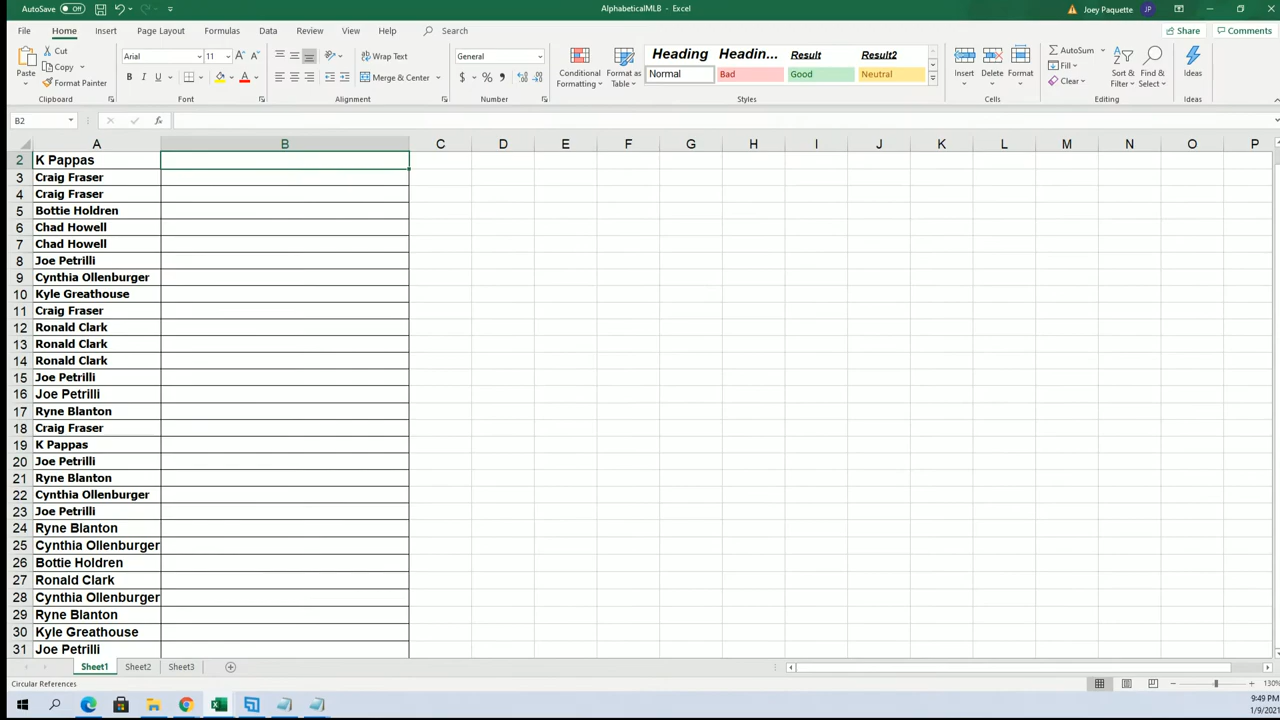 AutoSave Off
AlphabeticalMLB - Excel
Joey Paquette JP
File Home Insert Page Layout Formulas Data Review View Help Search Share Comments
Paste
Cut
Copy
Clipboard
Arial 11
B I U
Font
Wrap Text
Merge & Center
Alignment
General
$ % 9
Number
Conditional Formatting
Format as Table
Heading Headin... Result Result2
Normal Bad Good Neutral
Styles
Insert Delete Format
Cells
AutoSum
Fill
Clear
Sort & Filter
Find & Select
Editing
Ideas
Ideas
B2 fx
A B C D E F G H I J K L M N O P
2 K Pappas
3 Craig Fraser
4 Craig Fraser
5 Bottie Holdren
6 Chad Howell
7 Chad Howell
8 Joe Petrilli
9 Cynthia Ollenburger
10 Kyle Greathouse
11 Craig Fraser
12 Ronald Clark
13 Ronald Clark
14 Ronald Clark
15 Joe Petrilli
16 Joe Petrilli
17 Ryne Blanton
18 Craig Fraser
19 K Pappas
20 Joe Petrilli
21 Ryne Blanton
22 Cynthia Ollenburger
23 Joe Petrilli
24 Ryne Blanton
25 Cynthia Ollenburger
26 Bottie Holdren
27 Ronald Clark
28 Cynthia Ollenburger
29 Ryne Blanton
30 Kyle Greathouse
31 Joe Petrilli
Sheet1 Sheet2 Sheet3
Circular References
130%
9:49 PM
1/9/2021